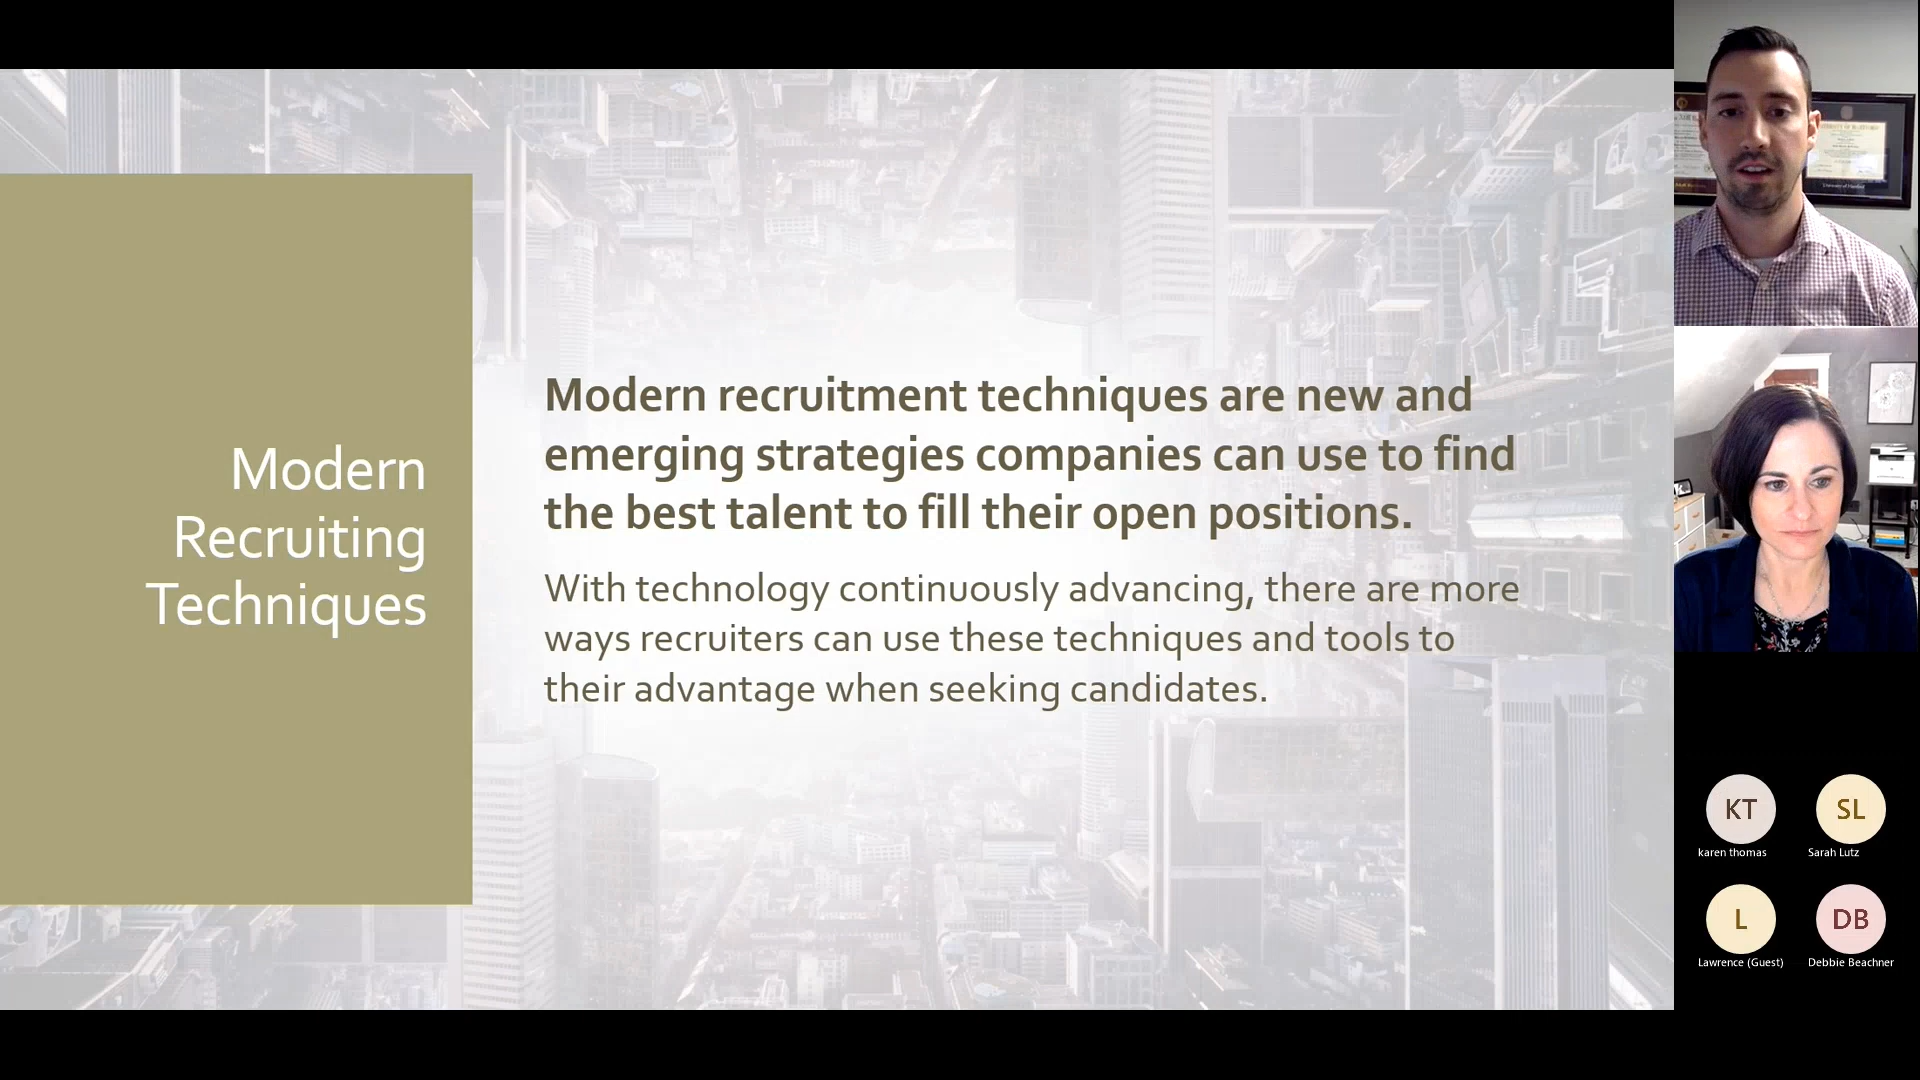 Modern
Recruiting
Techniques
Modern recruitment techniques are new and
emerging strategies companies can use to find
the best talent to fill their open positions.
With technology continuously advancing, there are more
ways recruiters can use these techniques and tools to
their advantage when seeking candidates.
KT
karen thomas
SL
Sarah Lutz
L
Lawrence (Guest)
DB
Debbie Beachner